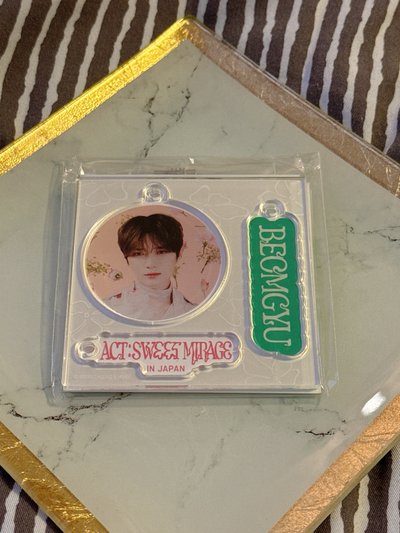 BEOMGYU
ACT : SWEET MIRAGE
IN JAPAN